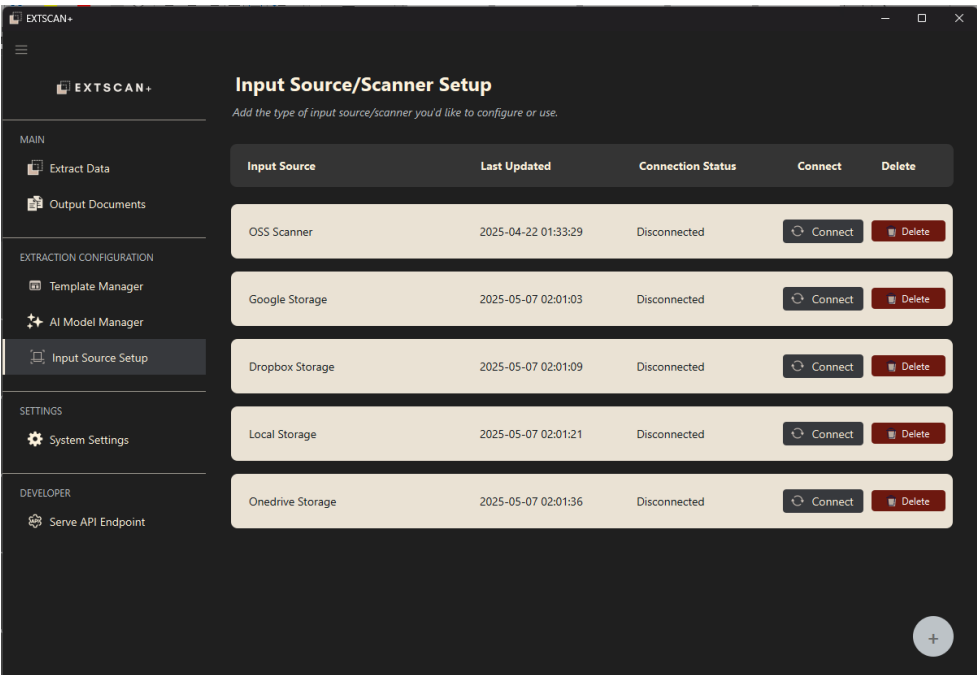 EXTSCAN+
EXTSCAN+
Input Source/Scanner Setup
Add the type of input source/scanner you'd like to configure or use.
MAIN
Extract Data
Output Documents
EXTRACTION CONFIGURATION
Template Manager
AI Model Manager
Input Source Setup
SETTINGS
System Settings
DEVELOPER
Serve API Endpoint
Input Source Last Updated Connection Status Connect Delete
OSS Scanner 2025-04-22 01:33:29 Disconnected Connect Delete
Google Storage 2025-05-07 02:01:03 Disconnected Connect Delete
Dropbox Storage 2025-05-07 02:01:09 Disconnected Connect Delete
Local Storage 2025-05-07 02:01:21 Disconnected Connect Delete
Onedrive Storage 2025-05-07 02:01:36 Disconnected Connect Delete
+